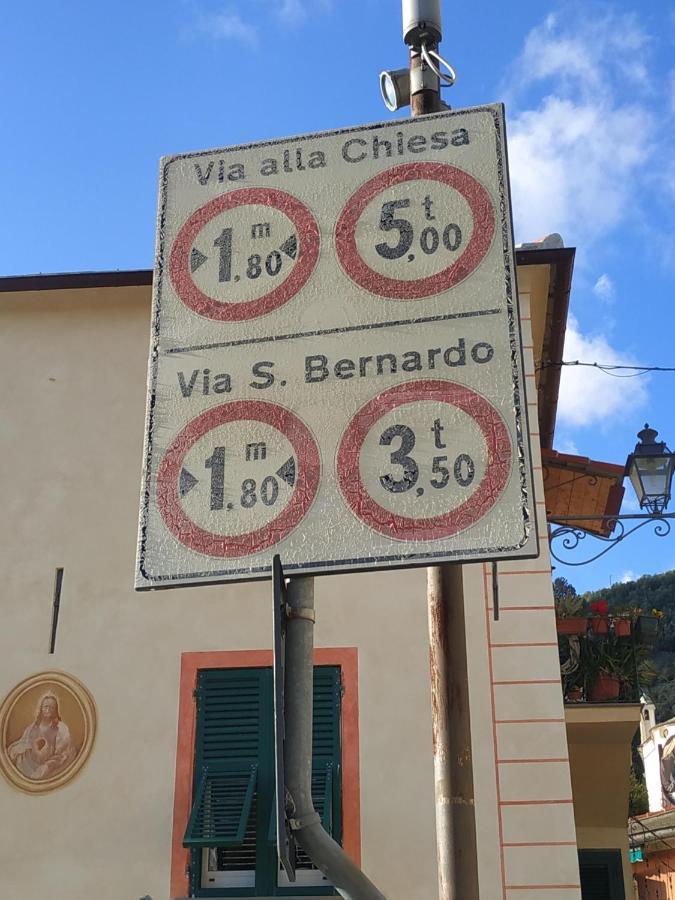 Via alla Chiesa
1,80 m 5,00 t
Via S. Bernardo
1,80 m 3,50 t